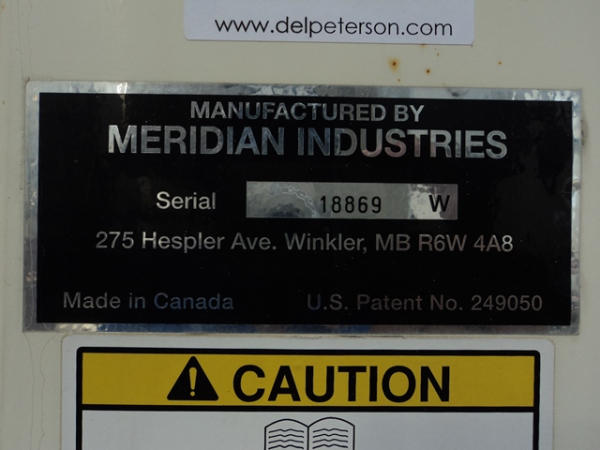 www.delpeterson.com
MANUFACTURED BY
MERIDIAN INDUSTRIES
Serial 18869 W
275 Hespler Ave. Winkler, MB R6W 4A8
Made in Canada U.S. Patent No. 249050
CAUTION